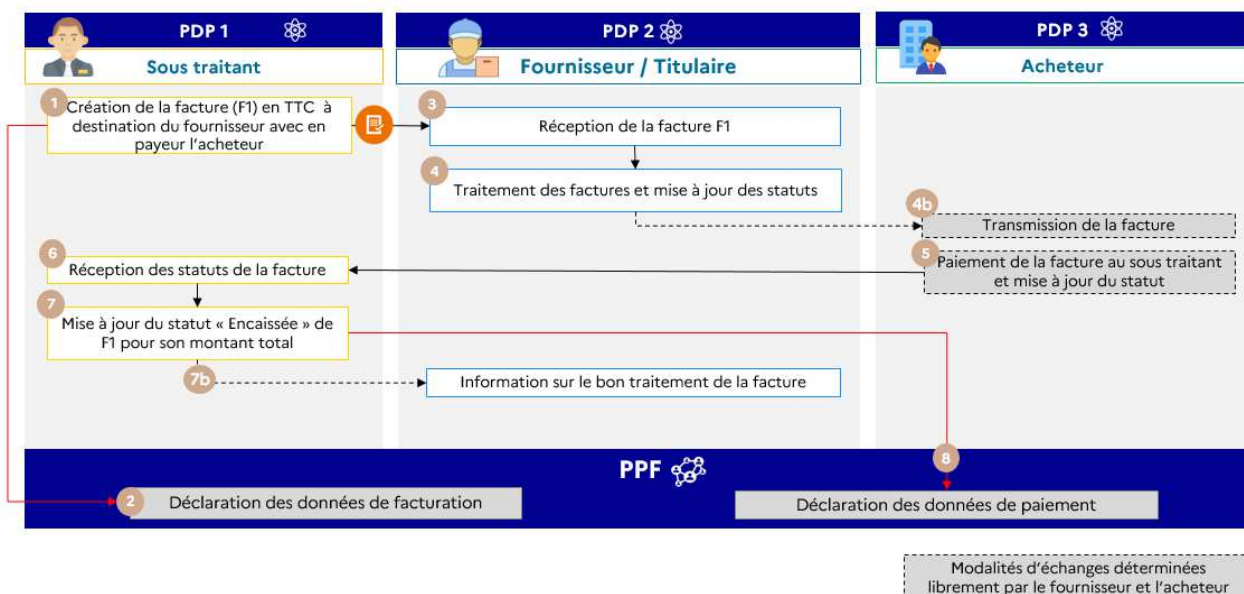 PDP 1
Sous traitant
PDP 2
Fournisseur / Titulaire
PDP 3
Acheteur
1
Création de la facture (F1) en TTC à
destination du fournisseur avec en
payeur l'acheteur
3
Réception de la facture F1
4
Traitement des factures et mise à jour des statuts
4b
Transmission de la facture
5
Paiement de la facture au sous traitant
et mise à jour du statut
6
Réception des statuts de la facture
7
Mise à jour du statut « Encaissée » de
F1 pour son montant total
7b
Information sur le bon traitement de la facture
PPF
8
2
Déclaration des données de facturation
Déclaration des données de paiement
Modalités d'échanges déterminées
librement par le fournisseur et l'acheteur